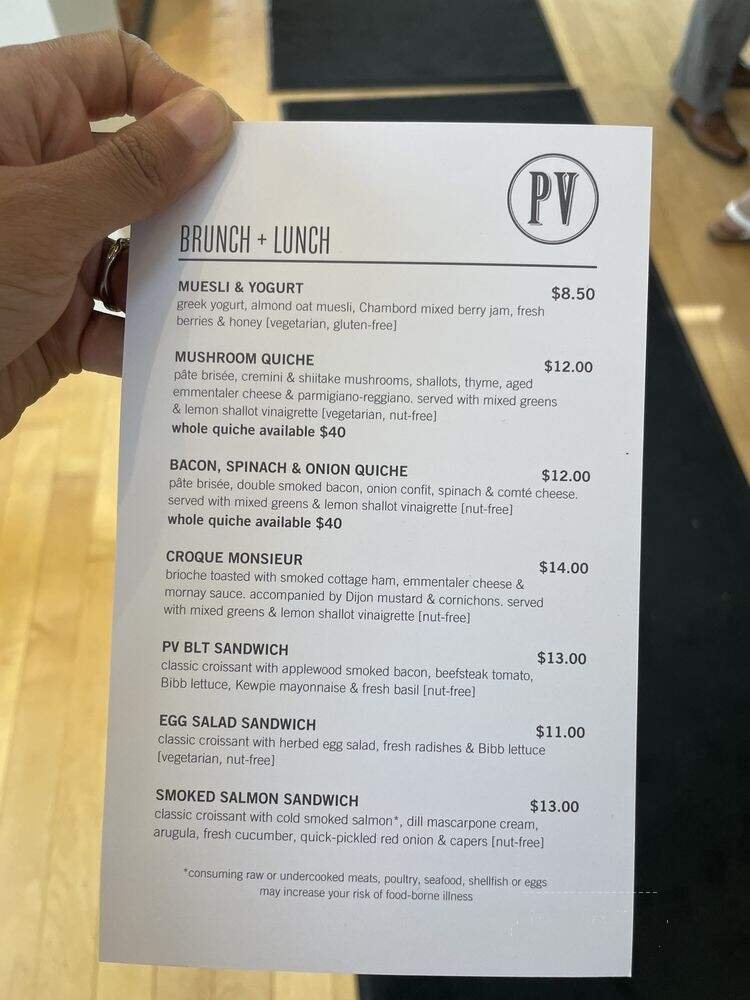 PV
BRUNCH + LUNCH
MUESLI & YOGURT $8.50
greek yogurt, almond oat muesli, Chambord mixed berry jam, fresh
berries & honey [vegetarian, gluten-free]
MUSHROOM QUICHE $12.00
pâte brisée, cremini & shiitake mushrooms, shallots, thyme, aged
emmentaler cheese & parmigiano-reggiano. served with mixed greens
& lemon shallot vinaigrette [vegetarian, nut-free]
whole quiche available $40
BACON, SPINACH & ONION QUICHE $12.00
pâte brisée, double smoked bacon, onion confit, spinach & comté cheese.
served with mixed greens & lemon shallot vinaigrette [nut-free]
whole quiche available $40
CROQUE MONSIEUR $14.00
brioche toasted with smoked cottage ham, emmentaler cheese &
mornay sauce. accompanied by Dijon mustard & cornichons. served
with mixed greens & lemon shallot vinaigrette [nut-free]
PV BLT SANDWICH $13.00
classic croissant with applewood smoked bacon, beefsteak tomato,
Bibb lettuce, Kewpie mayonnaise & fresh basil [nut-free]
EGG SALAD SANDWICH $11.00
classic croissant with herbed egg salad, fresh radishes & Bibb lettuce
[vegetarian, nut-free]
SMOKED SALMON SANDWICH $13.00
classic croissant with cold smoked salmon*, dill mascarpone cream,
arugula, fresh cucumber, quick-pickled red onion & capers [nut-free]
*consuming raw or undercooked meats, poultry, seafood, shellfish or eggs
may increase your risk of food-borne illness